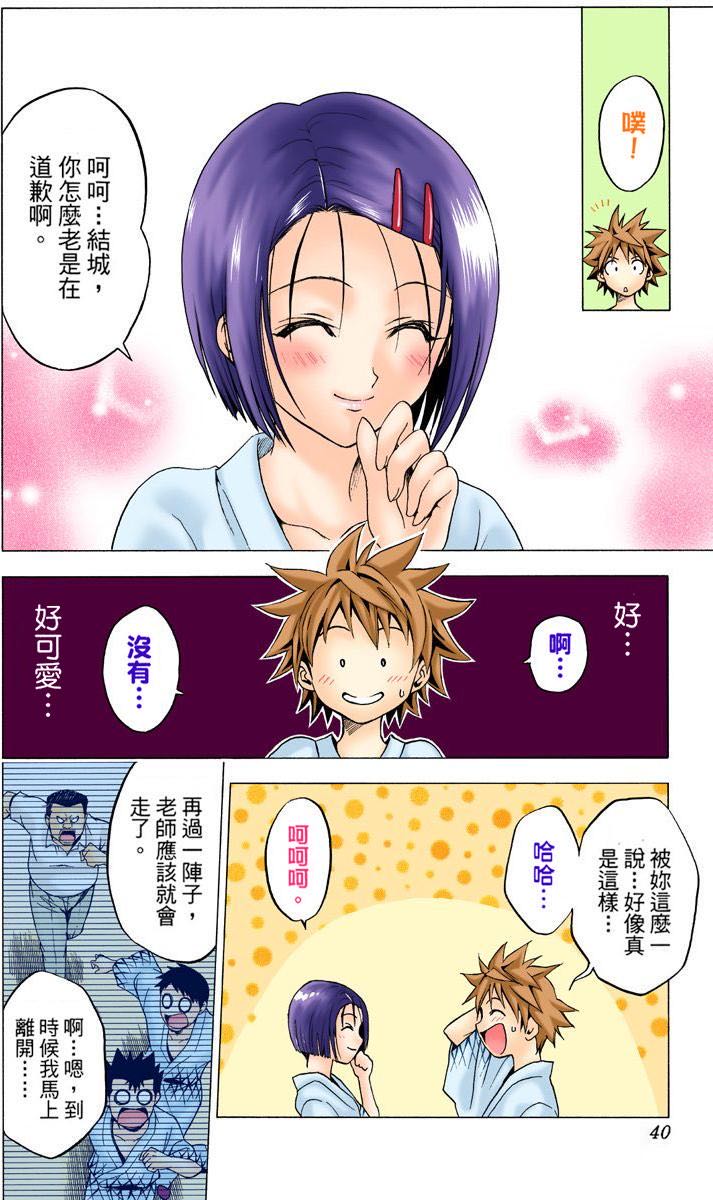 噗！
呵呵…結城，
你怎麼老是在
道歉啊。
好…
啊…
沒有…
好可愛…
被妳這麼一
說…好像真
是這樣…
哈哈…
呵呵呵。
再過一陣子，
老師應該就會
走了。
啊…嗯，到
時候我馬上
離開……
40